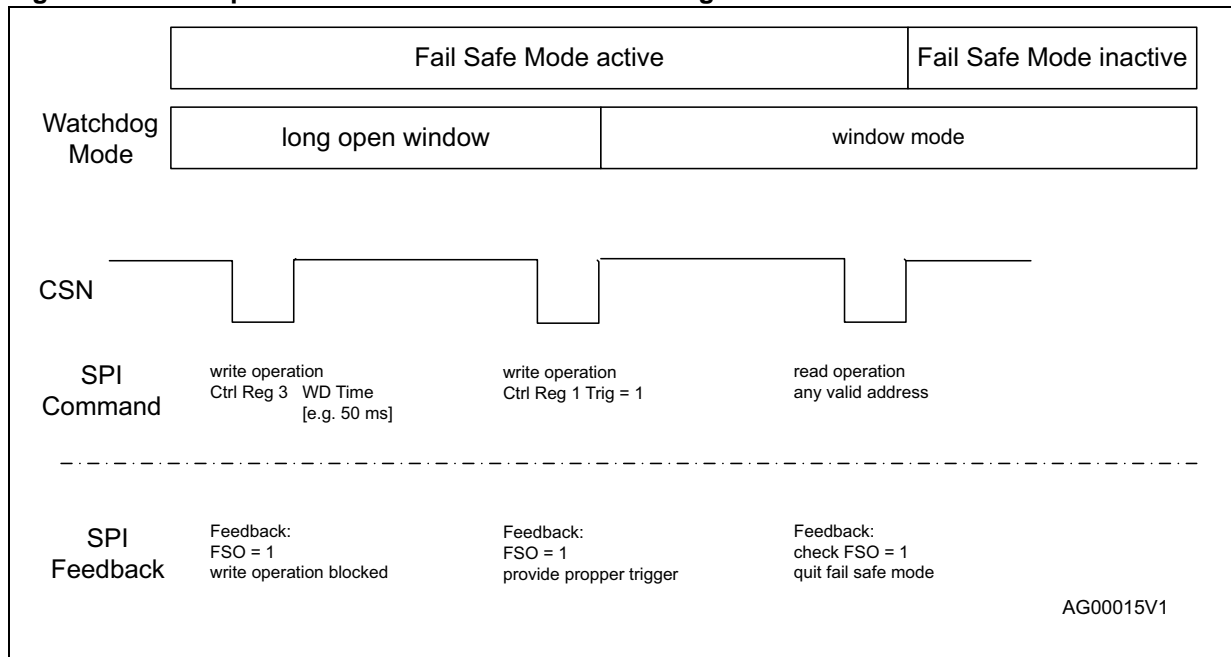 Fail Safe Mode active
Fail Safe Mode inactive
Watchdog
Mode
long open window
window mode
CSN
SPI
Command
write operation
Ctrl Reg 3 WD Time
[e.g. 50 ms]
write operation
Ctrl Reg 1 Trig = 1
read operation
any valid address
SPI
Feedback
Feedback:
FSO = 1
write operation blocked
Feedback:
FSO = 1
provide propper trigger
Feedback:
check FSO = 1
quit fail safe mode
AG00015V1